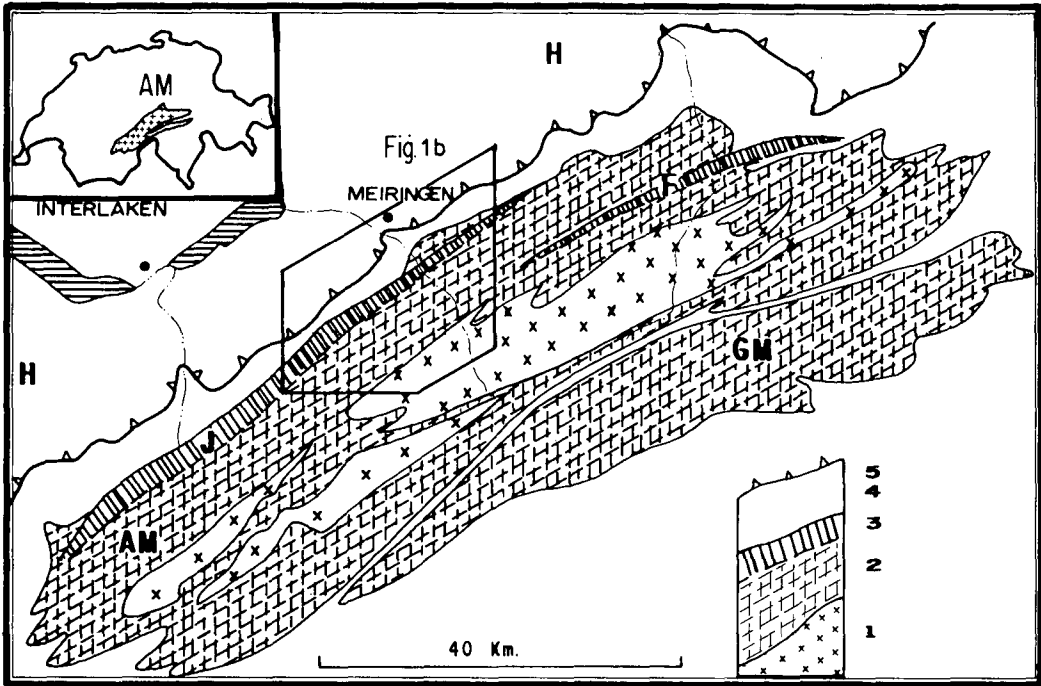 AM
H
Fig. 1b
MEIRINGEN
INTERLAKEN
F
GM
H
J
AM
5
4
3
2
1
40 Km.